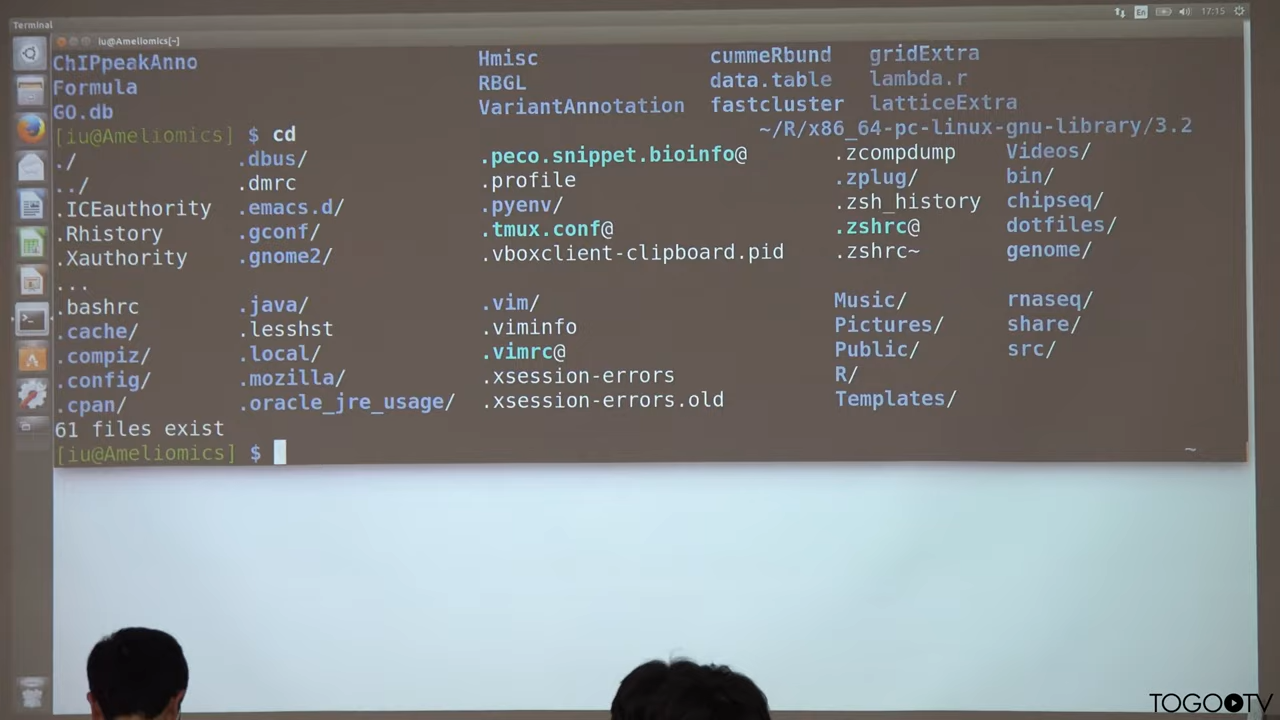 Terminal
En 17:15
iu@Ameliomics[~]
ChIPpeakAnno Hmisc cummeRbund gridExtra
Formula RBGL data.table lambda.r
GO.db VariantAnnotation fastcluster latticeExtra
[iu@Ameliomics] $ cd ~/R/x86_64-pc-linux-gnu-library/3.2
./ .dbus/ .peco.snippet.bioinfo@ .zcompdump Videos/
../ .dmrc .profile .zplug/ bin/
.ICEauthority .emacs.d/ .pyenv/ .zsh_history chipseq/
.Rhistory .gconf/ .tmux.conf@ .zshrc@ dotfiles/
.Xauthority .gnome2/ .vboxclient-clipboard.pid .zshrc~ genome/
...
.bashrc .java/ .vim/ Music/ rnaseq/
.cache/ .lesshst .viminfo Pictures/ share/
.compiz/ .local/ .vimrc@ Public/ src/
.config/ .mozilla/ .xsession-errors R/
.cpan/ .oracle_jre_usage/ .xsession-errors.old Templates/
61 files exist
[iu@Ameliomics] $ ~
TOGOTV